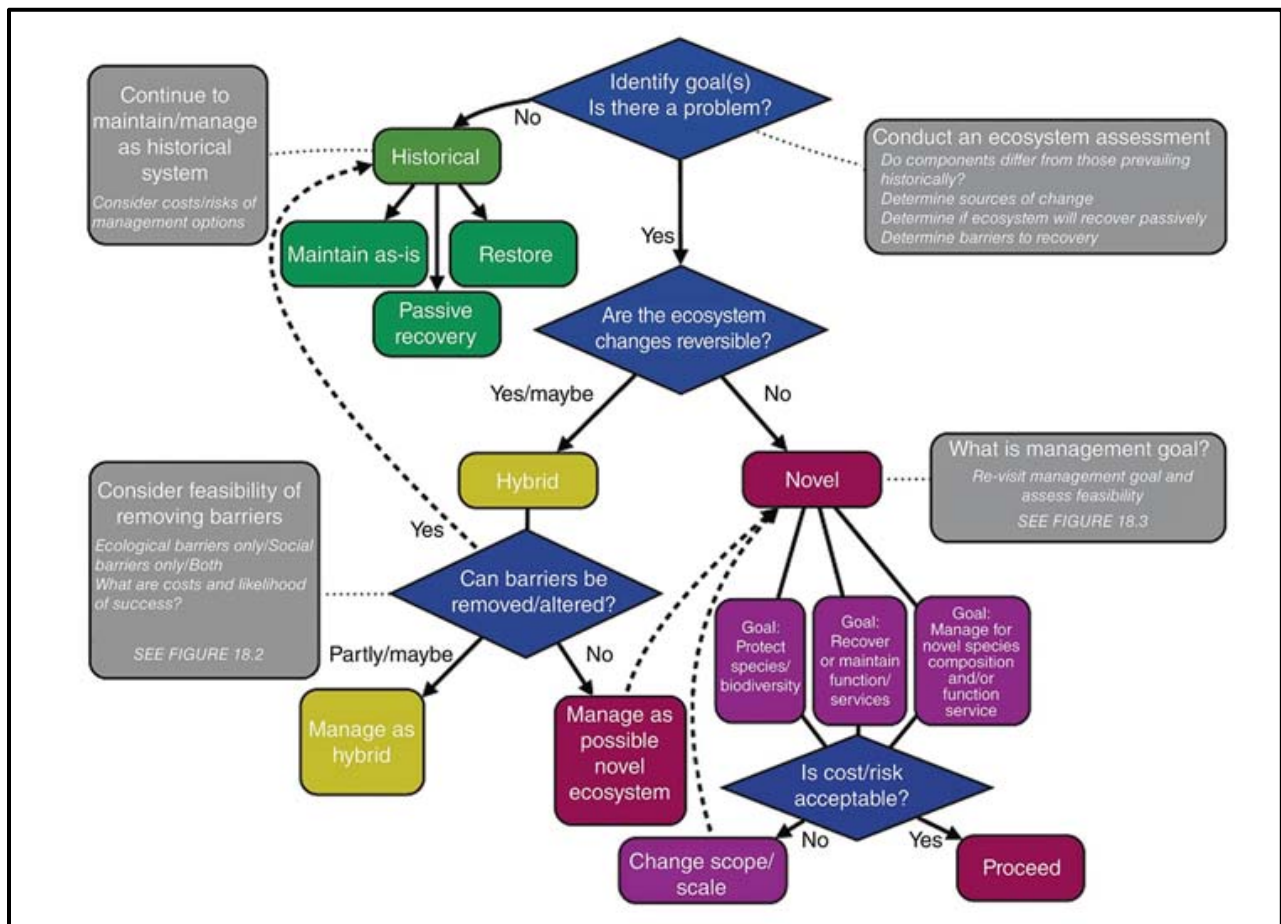 Identify goal(s)
Is there a problem?
No
Continue to
maintain/manage
as historical
system
Consider costs/risks of
management options
Historical
Conduct an ecosystem assessment
Do components differ from those prevailing
historically?
Determine sources of change
Determine if ecosystem will recover passively
Determine barriers to recovery
Maintain as-is
Restore
Passive
recovery
Yes
Are the ecosystem
changes reversible?
Yes/maybe
No
Hybrid
Novel
What is management goal?
Re-visit management goal and
assess feasibility
SEE FIGURE 18.3
Consider feasibility of
removing barriers
Ecological barriers only/Social
barriers only/Both
What are costs and likelihood
of success?
SEE FIGURE 18.2
Yes
Can barriers be
removed/altered?
Partly/maybe
No
Manage as
hybrid
Manage as
possible
novel
ecosystem
Goal:
Protect
species/
biodiversity
Goal:
Recover
or maintain
function/
services
Goal:
Manage for
novel species
composition
and/or
function
service
Is cost/risk
acceptable?
No
Yes
Change scope/
scale
Proceed